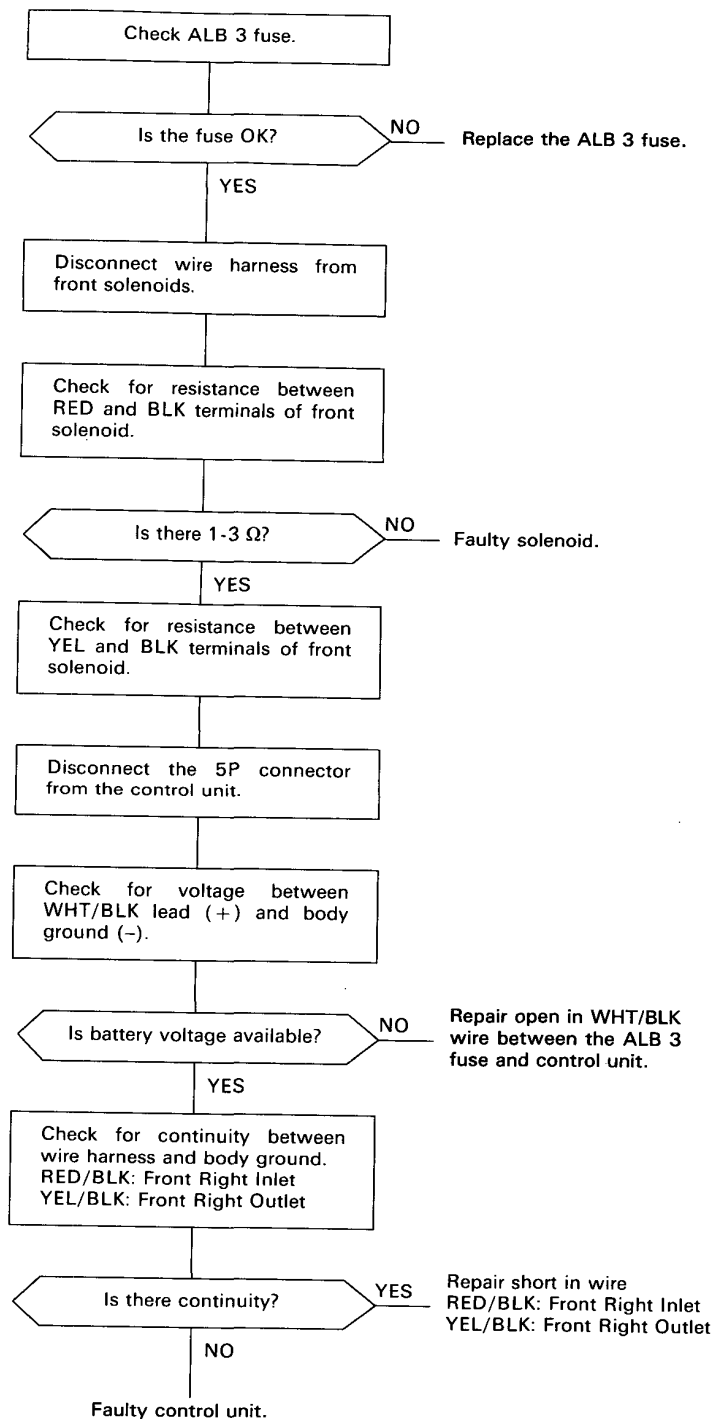 Check ALB 3 fuse.
Is the fuse OK?
NO
Replace the ALB 3 fuse.
YES
Disconnect wire harness from
front solenoids.
Check for resistance between
RED and BLK terminals of front
solenoid.
Is there 1-3 Ω?
NO
Faulty solenoid.
YES
Check for resistance between
YEL and BLK terminals of front
solenoid.
Disconnect the 5P connector
from the control unit.
Check for voltage between
WHT/BLK lead (+) and body
ground (–).
Is battery voltage available?
NO
Repair open in WHT/BLK
wire between the ALB 3
fuse and control unit.
YES
Check for continuity between
wire harness and body ground.
RED/BLK: Front Right Inlet
YEL/BLK: Front Right Outlet
Is there continuity?
YES
Repair short in wire
RED/BLK: Front Right Inlet
YEL/BLK: Front Right Outlet
NO
Faulty control unit.